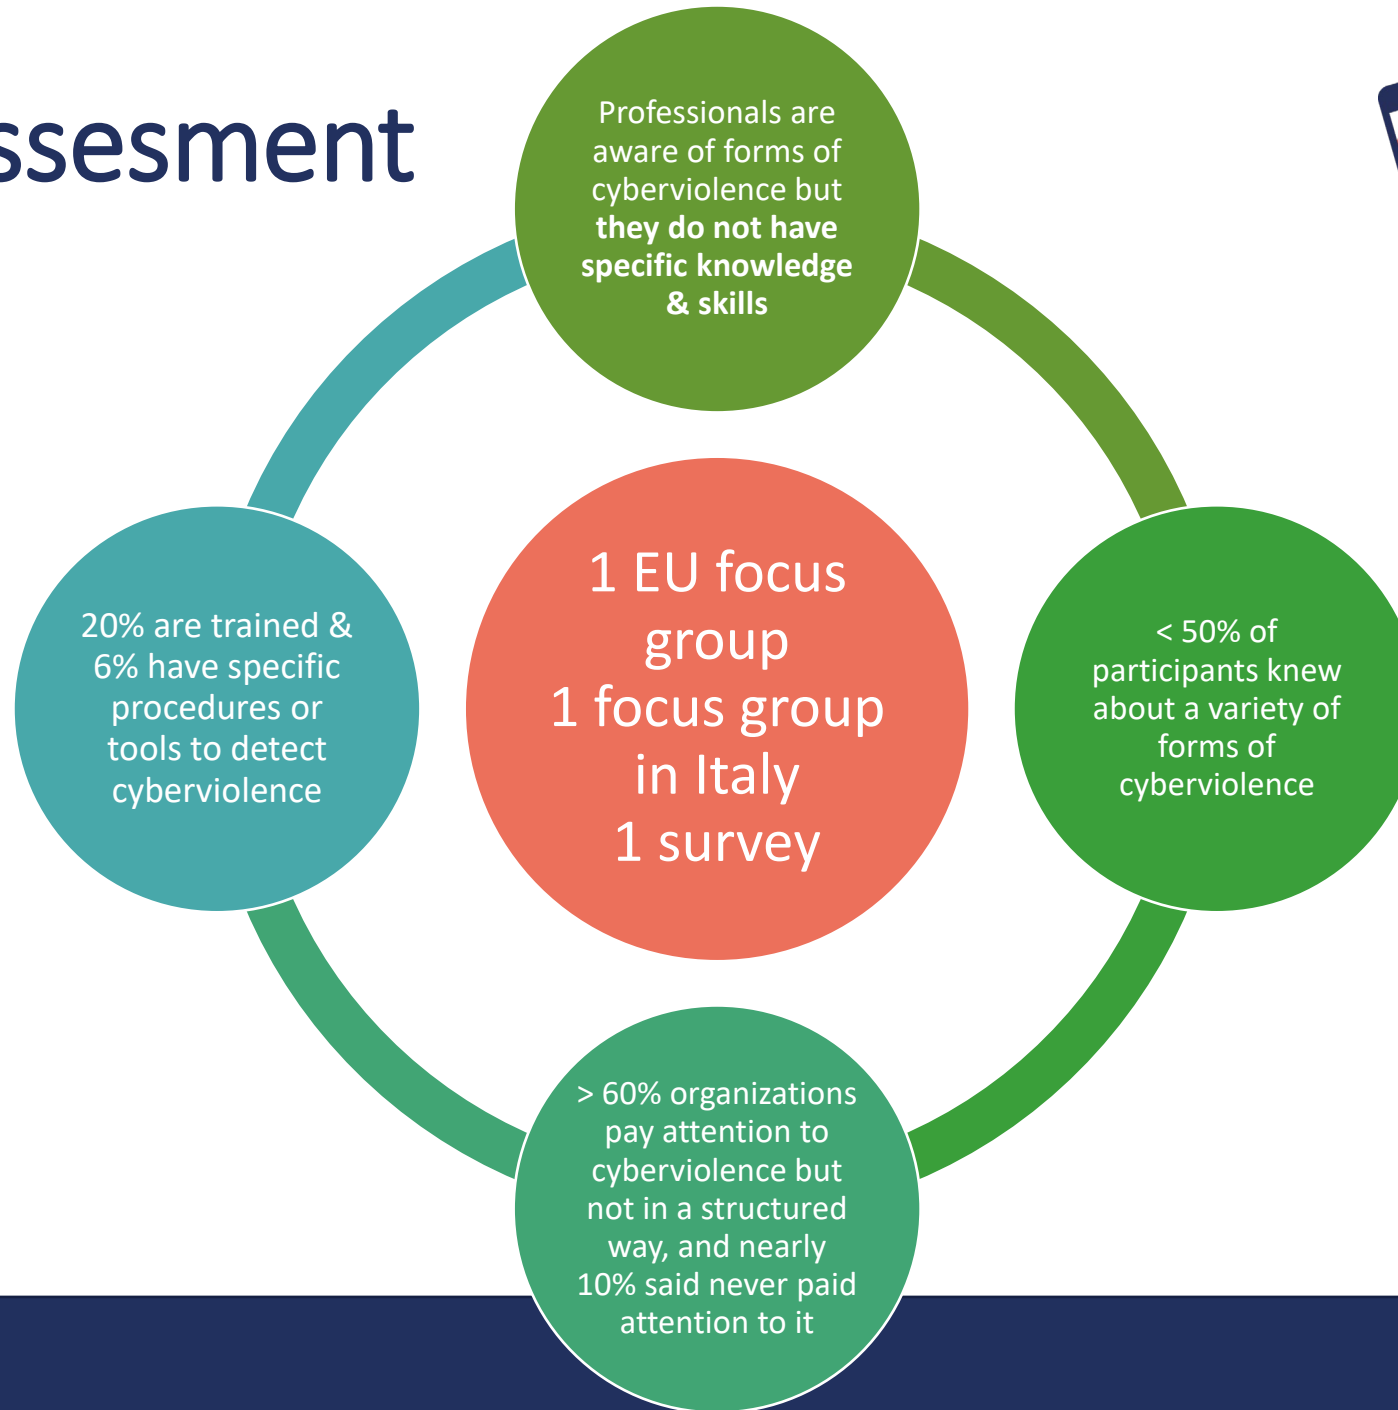 ssesment
Professionals are
aware of forms of
cyberviolence but
they do not have
specific knowledge
& skills
20% are trained &
6% have specific
procedures or
tools to detect
cyberviolence
1 EU focus
group
1 focus group
in Italy
1 survey
< 50% of
participants knew
about a variety of
forms of
cyberviolence
> 60% organizations
pay attention to
cyberviolence but
not in a structured
way, and nearly
10% said never paid
attention to it